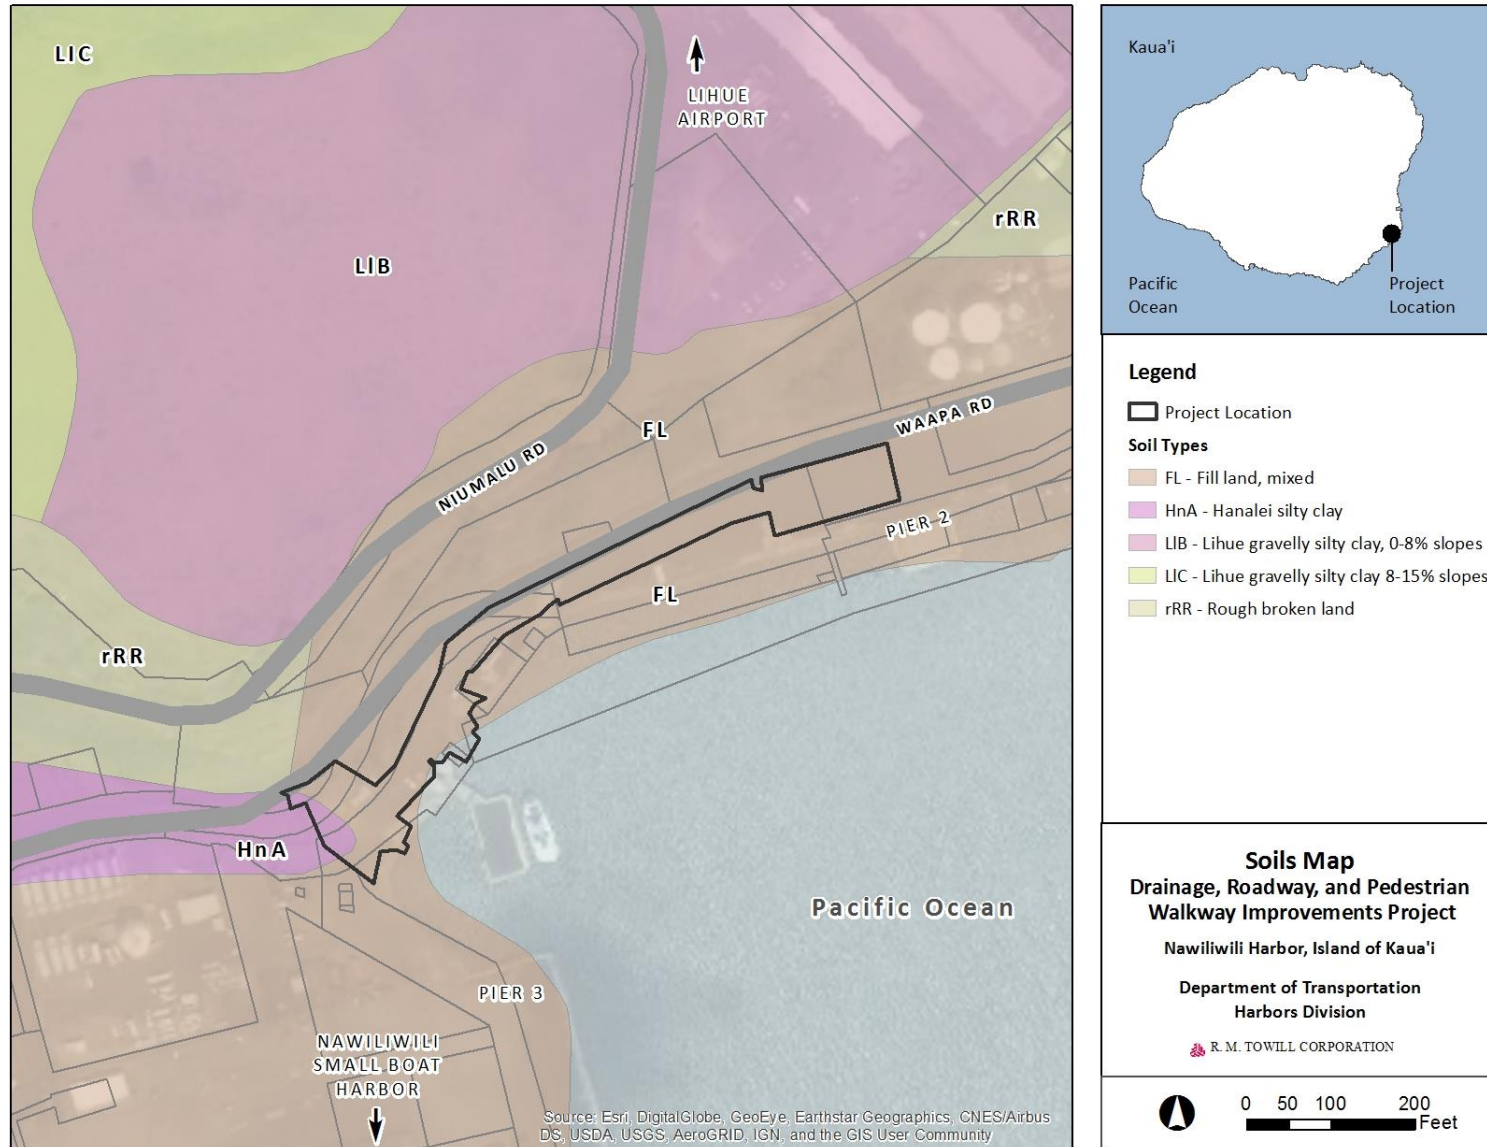 LIC
LIHUE
AIRPORT
rRR
LIB
FL
WAAPA RD
NIUMALU RD
PIER 2
FL
rRR
HnA
Pacific Ocean
PIER 3
NAWILIWILI
SMALL BOAT
HARBOR
Source: Esri, DigitalGlobe, GeoEye, Earthstar Geographics, CNES/Airbus
DS, USDA, USGS, AeroGRID, IGN, and the GIS User Community
Kaua'i
Pacific
Ocean
Project
Location
Legend
Project Location
Soil Types
FL - Fill land, mixed
HnA - Hanalei silty clay
LIB - Lihue gravelly silty clay, 0-8% slopes
LIC - Lihue gravelly silty clay 8-15% slopes
rRR - Rough broken land
Soils Map
Drainage, Roadway, and Pedestrian
Walkway Improvements Project
Nawiliwili Harbor, Island of Kaua'i
Department of Transportation
Harbors Division
R. M. TOWILL CORPORATION
0 50 100 200
Feet